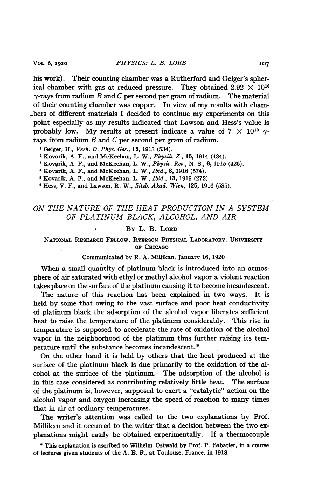 VOL. 6, 1920 PHYSICS: L. B. LOEB 107
his work). Their counting chamber was a Rutherford and Geiger's spher-
ical chamber with gas at reduced pressure. They obtained 2.92 × 10¹⁰
γ-rays from radium B and C per second per gram of radium. The material
of their counting chamber was copper. In view of my results with cham-
bers of different materials I decided to continue my experiments on this
point especially as my results indicated that Lawson and Hess's value is
probably low. My results at present indicate a value of 7 × 10¹⁰ γ-
rays from radium B and C per second per gram of radium.
¹ Geiger, H., Verh. D. Phys. Ges., 15, 1913 (534).
² Kovarik, A. F., and McKeehan, L. W., Physik. Z., 15, 1914 (434).
³ Kovarik, A. F., and McKeehan, L. W., Physic. Rev., N. S., 6, 1915 (426).
⁴ Kovarik, A. F., and McKeehan, L. W., Ibid., 8, 1916 (574).
⁵ Kovarik, A. F., and McKeehan, L. W., Ibid., 13, 1919 (272)
⁶ Hess, V. F., and Lawson, R. W., Sitzb. Akad. Wien, 125, 1916 (585).
ON THE NATURE OF THE HEAT PRODUCTION IN A SYSTEM
OF PLATINUM BLACK, ALCOHOL, AND AIR
By L. B. Loeb
National Research Fellow, Ryerson Physical Laboratory, University
of Chicago
Communicated by R. A. Millikan, January 16, 1920
When a small quantity of platinum black is introduced into an atmos-
phere of air saturated with ethyl or methyl alcohol vapor a violent reaction
takes place on the surface of the platinum causing it to become incandescent.
The nature of this reaction has been explained in two ways. It is
held by some that owing to the vast surface and poor heat conductivity
of platinum black the adsorption of the alcohol vapor liberates sufficient
heat to raise the temperature of the platinum considerably. This rise in
temperature is supposed to accelerate the rate of oxidation of the alcohol
vapor in the neighborhood of the platinum thus further raising its tem-
perature until the substance becomes incandescent.*
On the other hand it is held by others that the heat produced at the
surface of the platinum black is due primarily to the oxidation of the al-
cohol at the surface of the platinum. The adsorption of the alcohol is
in this case considered as contributing relatively little heat. The surface
of the platinum is, however, supposed to exert a "catalytic" action on the
alcohol vapor and oxygen increasing the speed of reaction to many times
that in air at ordinary temperatures.
The writer's attention was called to the two explanations by Prof.
Millikan and it occurred to the writer that a decision between the two ex-
planations might easily be obtained experimentally. If a thermocouple
* This explanation is ascribed to Wilhelm Ostwald by Prof. P. Sabatier, in a course
of lectures given students of the A. E. F., at Toulouse, France, in 1918.